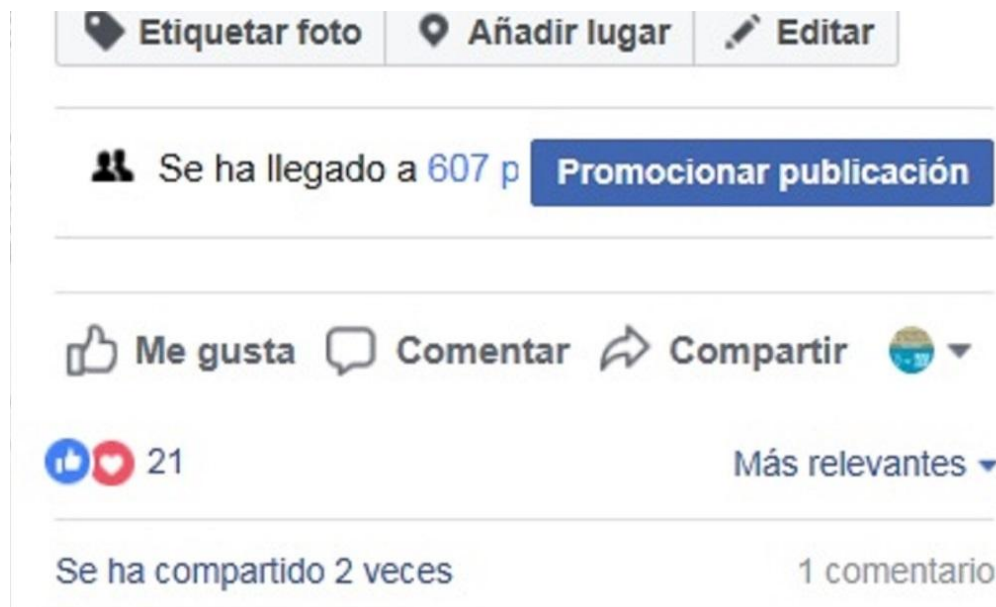 Etiquetar foto Añadir lugar Editar
Se ha llegado a 607 p Promocionar publicación
Me gusta Comentar Compartir
21 Más relevantes
Se ha compartido 2 veces 1 comentario